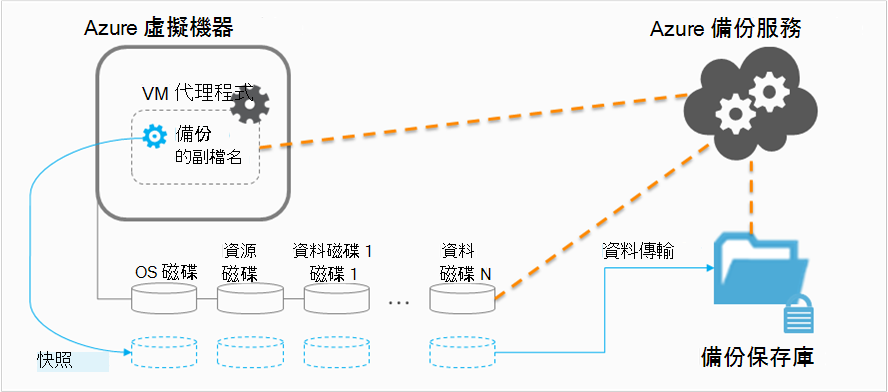 Azure 虛擬機器
Azure 備份服務
VM 代理程式
備份
的副檔名
OS 磁碟
資源
磁碟
資料磁碟 1
磁碟 1
...
資料
磁碟 N
資料傳輸
快照
備份保存庫